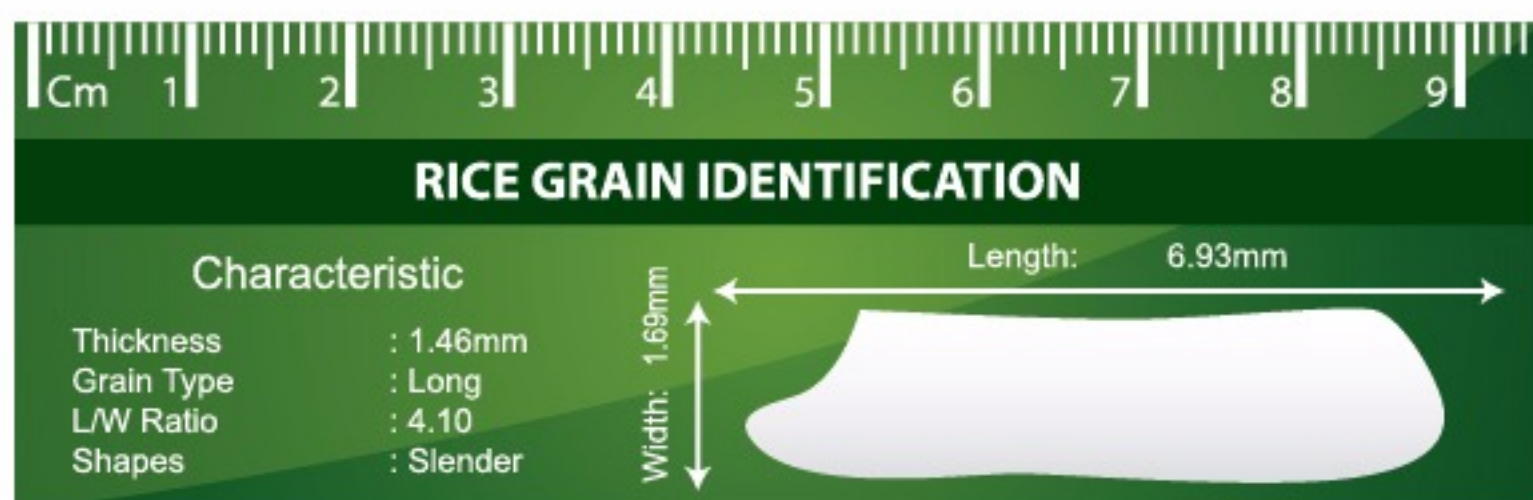 Cm 1 2 3 4 5 6 7 8 9
RICE GRAIN IDENTIFICATION
Characteristic
Thickness : 1.46mm
Grain Type : Long
L/W Ratio : 4.10
Shapes : Slender
Width: 1.69mm
Length: 6.93mm